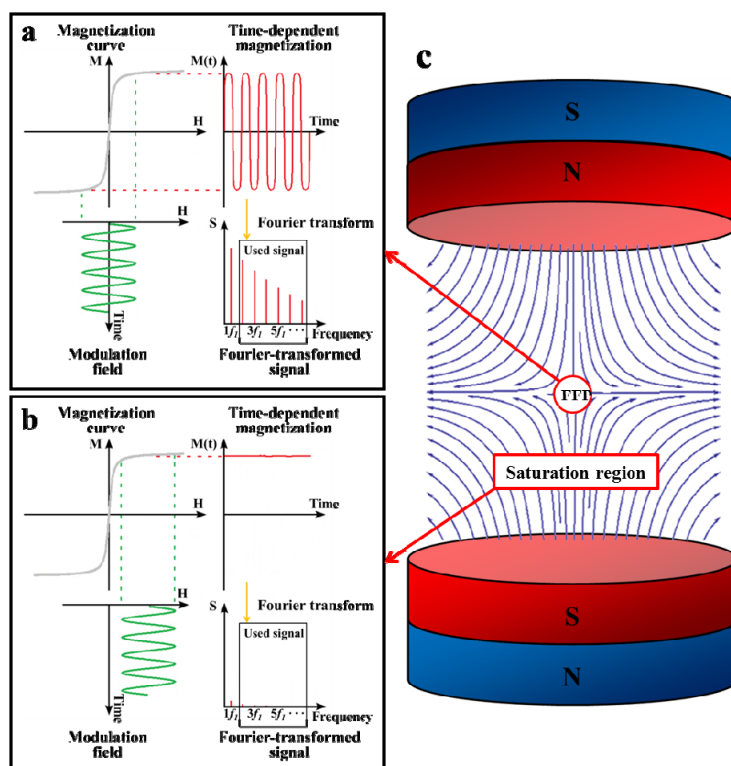 a
Magnetization
curve
M
H
Time-dependent
magnetization
M(t)
Time
H
Time
Modulation
field
Fourier transform
S
Used signal
1f₁ 3f₁ 5f₁ ···
Frequency
Fourier-transformed
signal
b
Magnetization
curve
M
H
Time-dependent
magnetization
M(t)
Time
H
Time
Modulation
field
Fourier transform
S
Used signal
1f₁ 3f₁ 5f₁ ···
Frequency
Fourier-transformed
signal
c
S
N
FFP
Saturation region
S
N